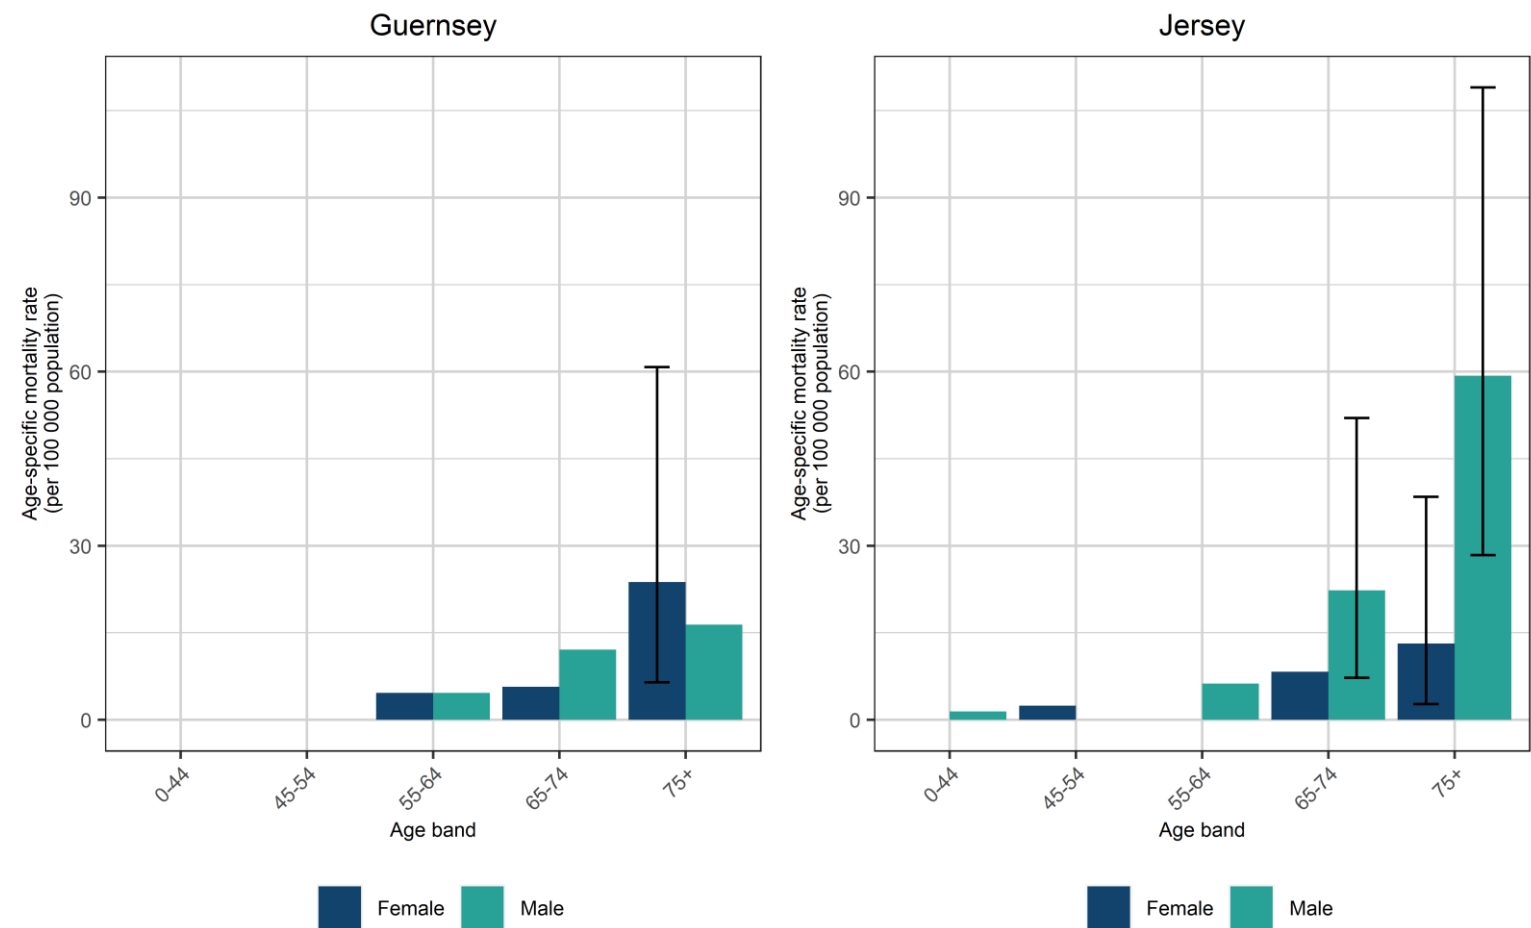 Guernsey
Age-specific mortality rate
(per 100 000 population)
90
60
30
0
0-44
45-54
55-64
65-74
75+
Age band
Female
Male
Jersey
Age-specific mortality rate
(per 100 000 population)
90
60
30
0
0-44
45-54
55-64
65-74
75+
Age band
Female
Male